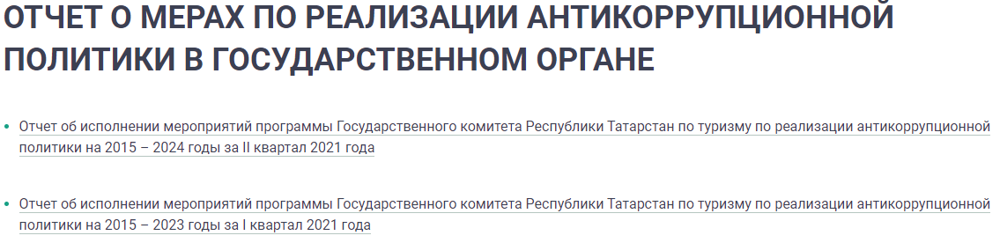 ОТЧЕТ О МЕРАХ ПО РЕАЛИЗАЦИИ АНТИКОРРУПЦИОННОЙ
ПОЛИТИКИ В ГОСУДАРСТВЕННОМ ОРГАНЕ
Отчет об исполнении мероприятий программы Государственного комитета Республики Татарстан по туризму по реализации антикоррупционной
политики на 2015 – 2024 годы за II квартал 2021 года
Отчет об исполнении мероприятий программы Государственного комитета Республики Татарстан по туризму по реализации антикоррупционной
политики на 2015 – 2023 годы за I квартал 2021 года